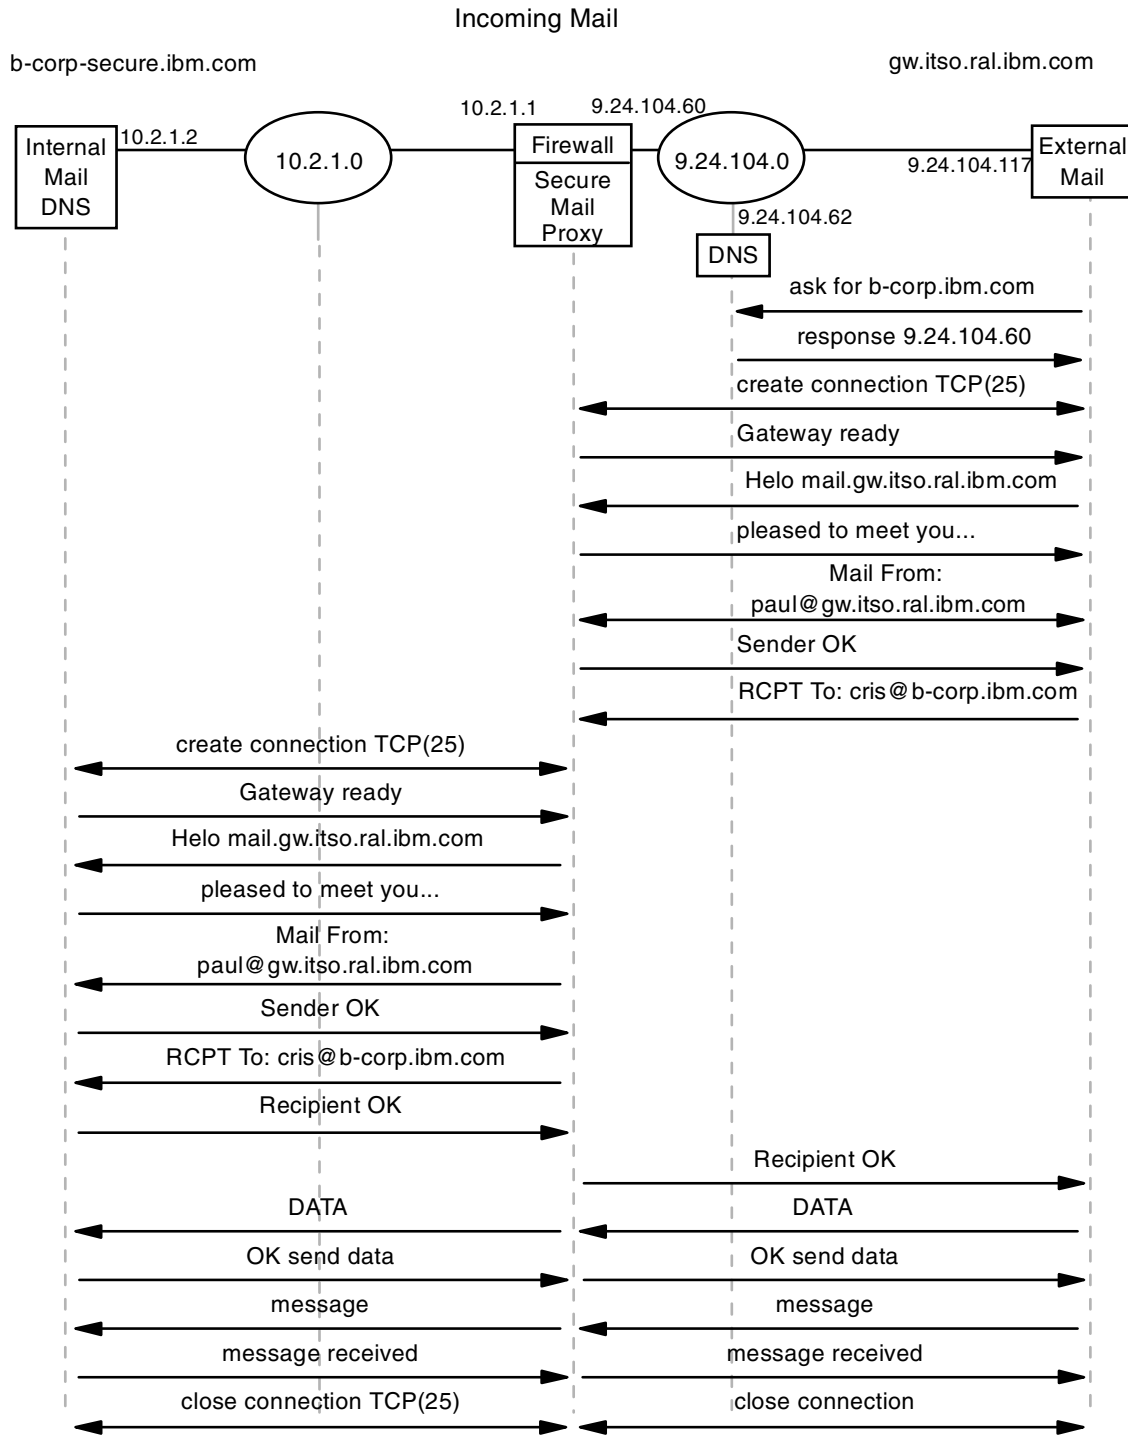 Incoming Mail
b-corp-secure.ibm.com
gw.itso.ral.ibm.com
10.2.1.1
9.24.104.60
Internal
Mail
DNS
10.2.1.2
10.2.1.0
Firewall
Secure
Mail
Proxy
9.24.104.0
9.24.104.117
External
Mail
9.24.104.62
DNS
ask for b-corp.ibm.com
response 9.24.104.60
create connection TCP(25)
Gateway ready
Helo mail.gw.itso.ral.ibm.com
pleased to meet you...
Mail From:
paul@gw.itso.ral.ibm.com
Sender OK
RCPT To: cris@b-corp.ibm.com
create connection TCP(25)
Gateway ready
Helo mail.gw.itso.ral.ibm.com
pleased to meet you...
Mail From:
paul@gw.itso.ral.ibm.com
Sender OK
RCPT To: cris@b-corp.ibm.com
Recipient OK
Recipient OK
DATA
DATA
OK send data
OK send data
message
message
message received
message received
close connection TCP(25)
close connection